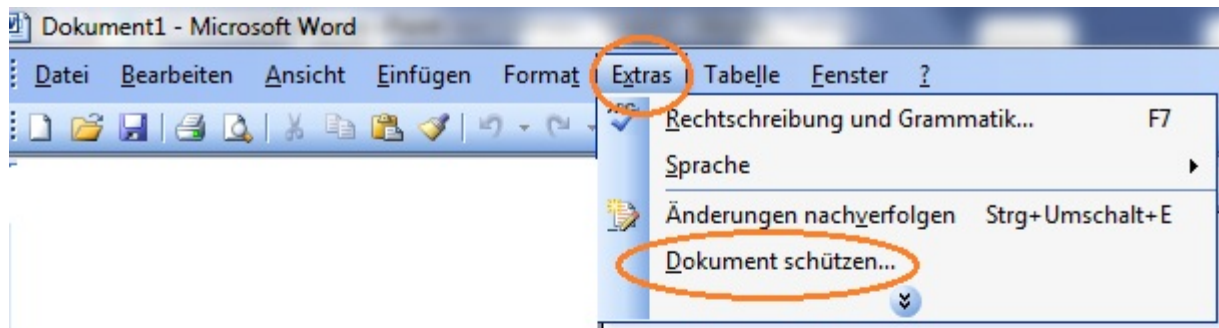 Dokument1 - Microsoft Word
Datei Bearbeiten Ansicht Einfügen Format Extras Tabelle Fenster ?
Rechtschreibung und Grammatik... F7
Sprache
Änderungen nachverfolgen Strg+Umschalt+E
Dokument schützen...